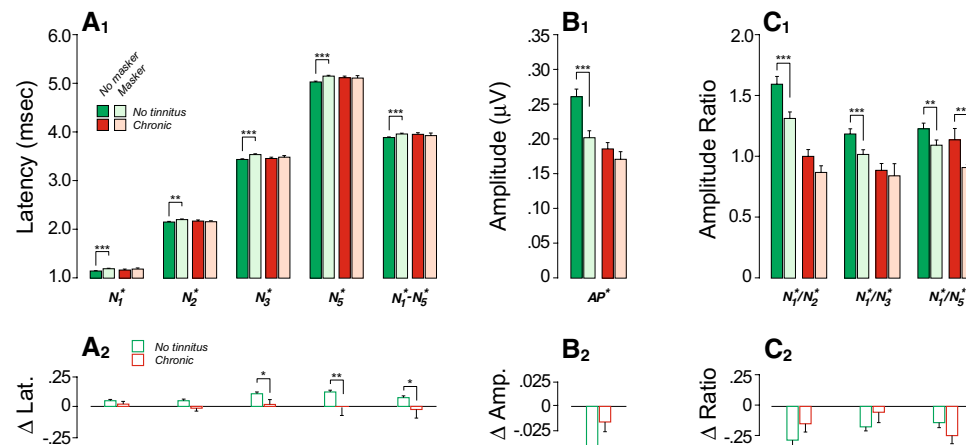 A1
Latency (msec)
6.0
5.0
4.0
3.0
2.0
1.0
No masker
Masker
No tinnitus
Chronic
***
**
***
***
***
N1*
N2*
N3*
N5*
N1*-N5*
B1
Amplitude (µV)
.35
.30
.25
.20
.15
.10
.05
0
***
AP*
C1
Amplitude Ratio
2.0
1.5
1.0
0.5
0
***
***
**
**
N1*/N2*
N1*/N3*
N1*/N5*
A2
Δ Lat.
.25
0
-.25
No tinnitus
Chronic
*
**
*
B2
Δ Amp.
.025
0
-.025
C2
Δ Ratio
.25
0
-.25